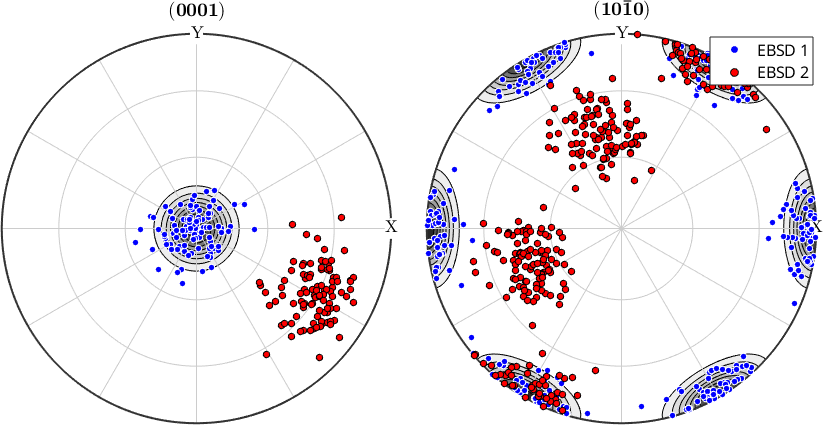 (0001)
Y
X
(101̄0)
Y
X
EBSD 1
EBSD 2